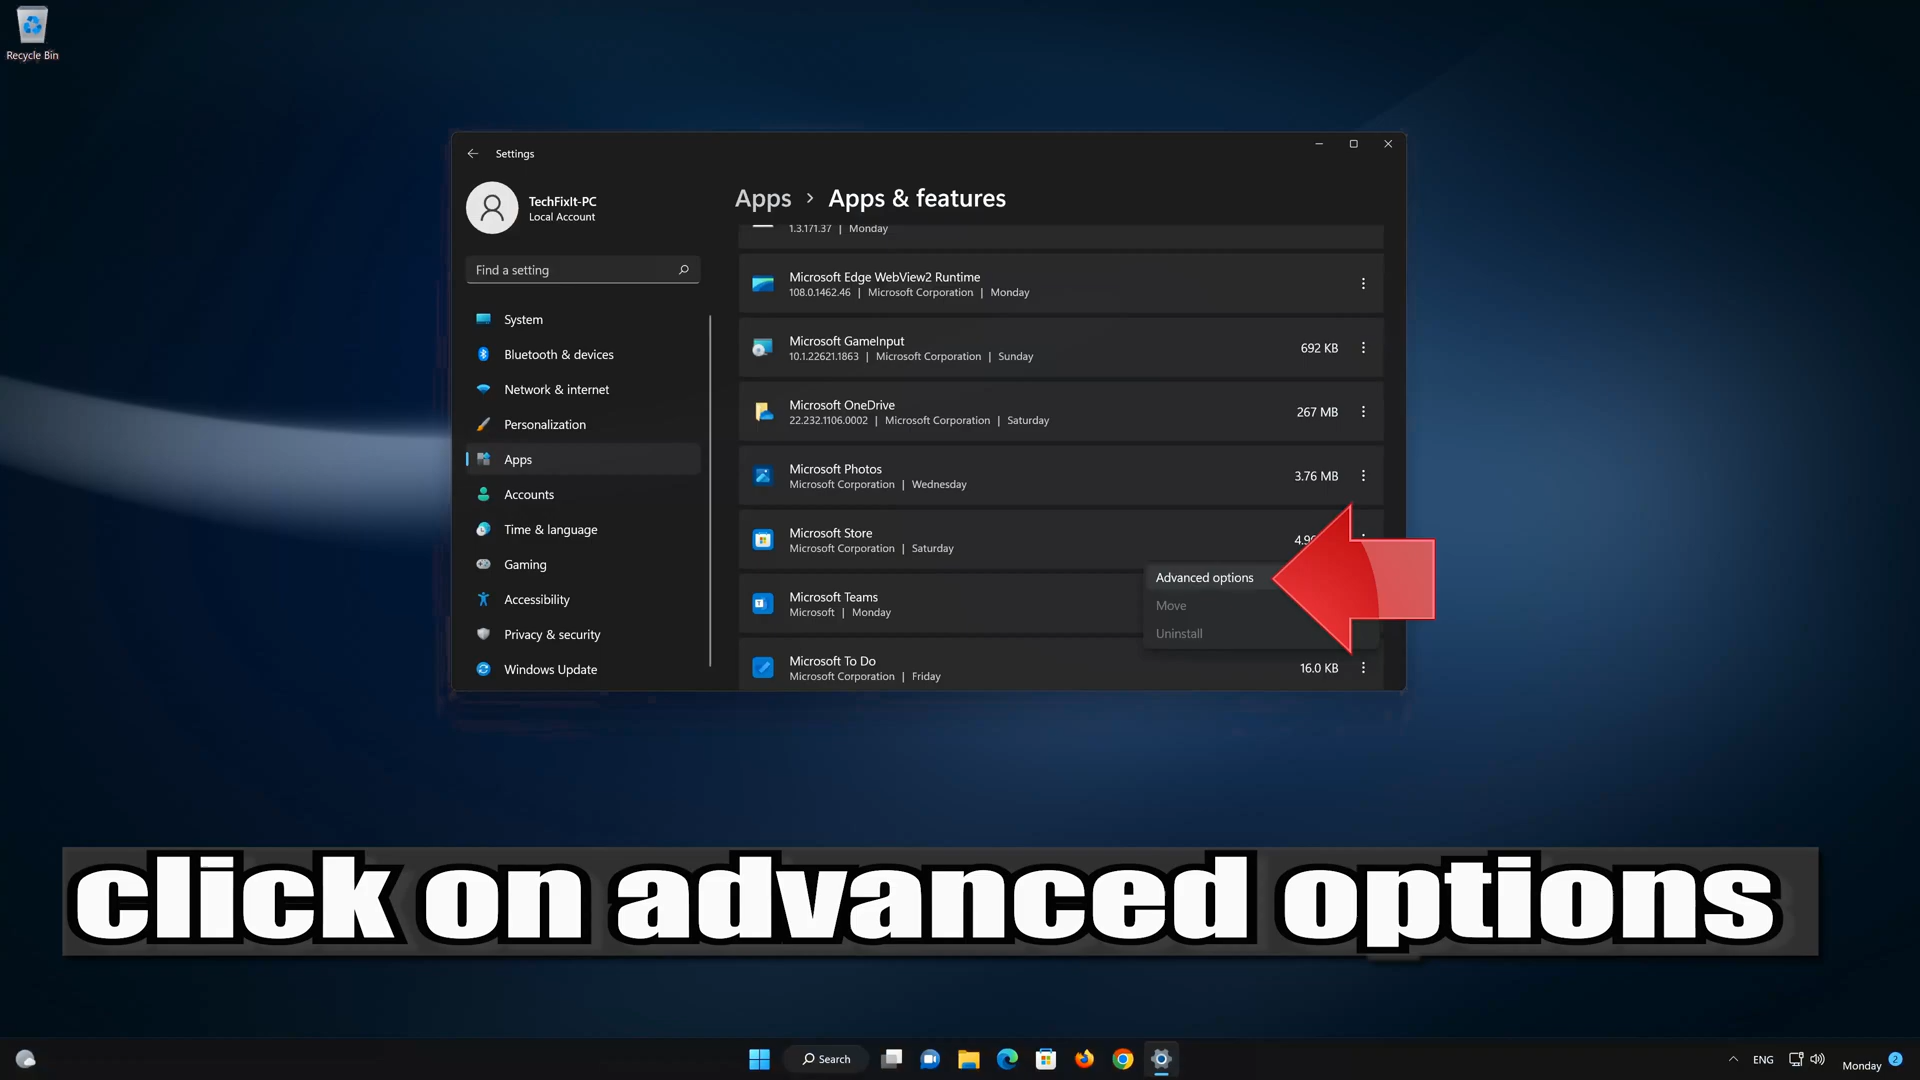 Recycle Bin
Settings
TechFixIt-PC
Local Account
Find a setting
System
Bluetooth & devices
Network & internet
Personalization
Apps
Accounts
Time & language
Gaming
Accessibility
Privacy & security
Windows Update
Apps > Apps & features
1.3.171.37 | Monday
Microsoft Edge WebView2 Runtime
108.0.1462.46 | Microsoft Corporation | Monday
Microsoft GameInput
10.1.22621.1863 | Microsoft Corporation | Sunday
692 KB
Microsoft OneDrive
22.232.1106.0002 | Microsoft Corporation | Saturday
267 MB
Microsoft Photos
Microsoft Corporation | Wednesday
3.76 MB
Microsoft Store
Microsoft Corporation | Saturday
Advanced options
Move
Uninstall
Microsoft Teams
Microsoft | Monday
Microsoft To Do
Microsoft Corporation | Friday
16.0 KB
click on advanced options
Search
ENG
Monday
2